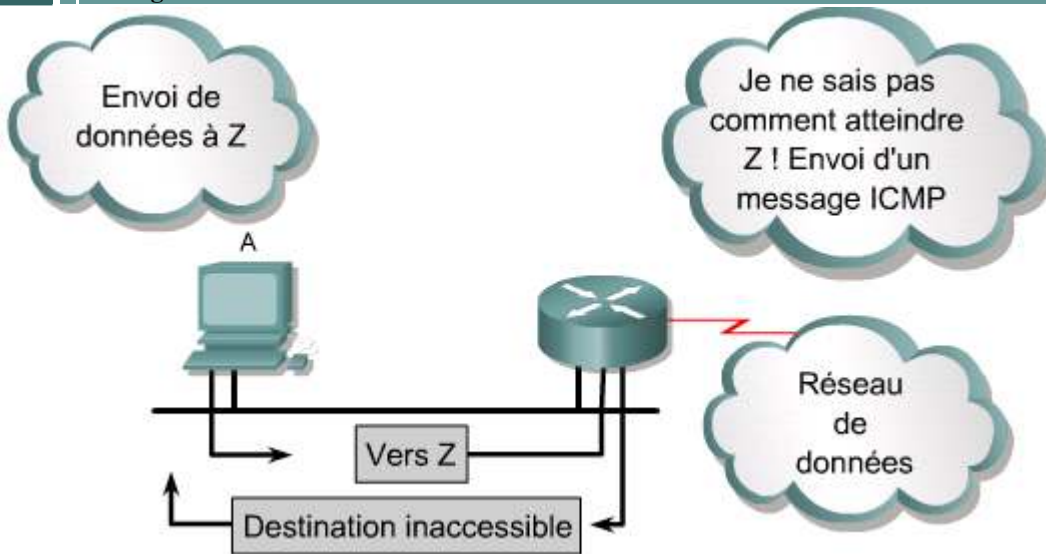 Envoi de
données à Z
Je ne sais pas
comment atteindre
Z ! Envoi d'un
message ICMP
A
Réseau
de
données
Vers Z
Destination inaccessible